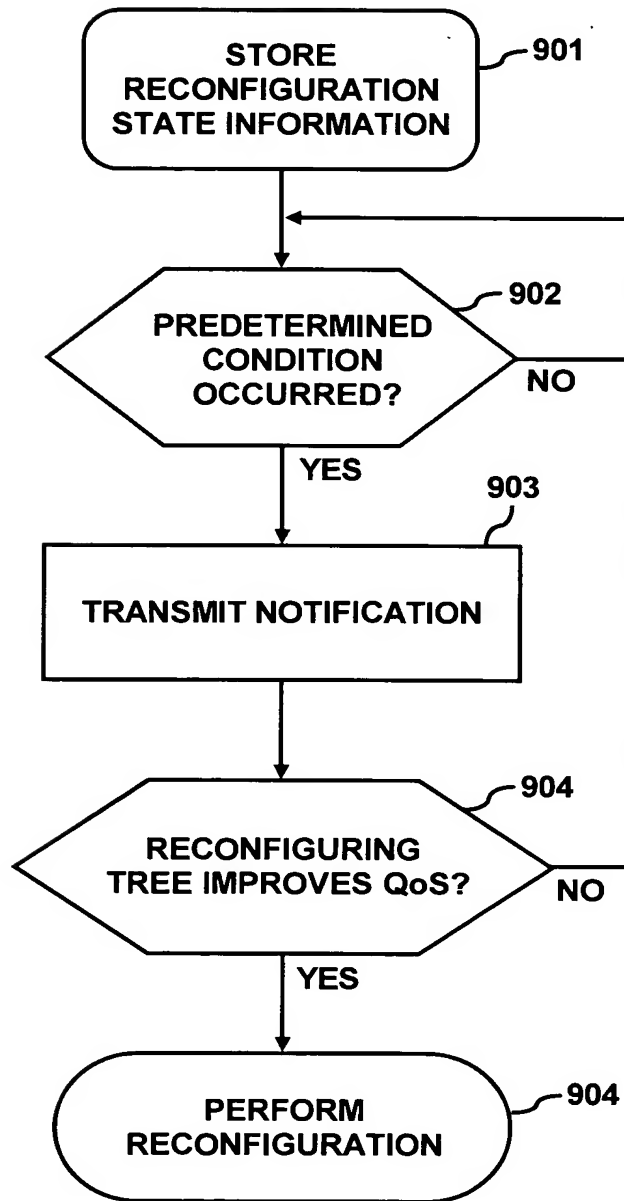 STORE
RECONFIGURATION
STATE INFORMATION
901
PREDETERMINED
CONDITION
OCCURRED?
902
NO
YES
903
TRANSMIT NOTIFICATION
904
RECONFIGURING
TREE IMPROVES QoS?
NO
YES
PERFORM
RECONFIGURATION
904